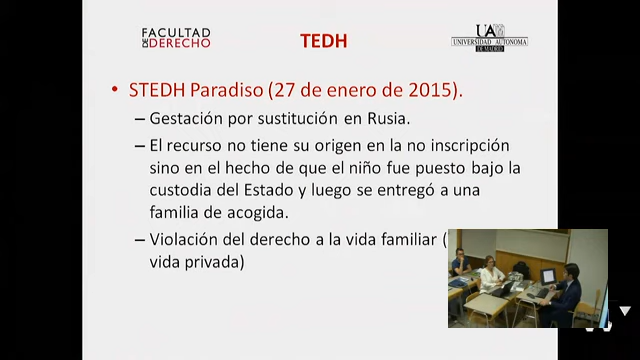 FACULTAD
DE DERECHO
TEDH
UA
UNIVERSIDAD AUTONOMA
DE MADRID
• STEDH Paradiso (27 de enero de 2015).
– Gestación por sustitución en Rusia.
– El recurso no tiene su origen en la no inscripción
sino en el hecho de que el niño fue puesto bajo la
custodia del Estado y luego se entregó a una
familia de acogida.
– Violación del derecho a la vida familiar (
vida privada)